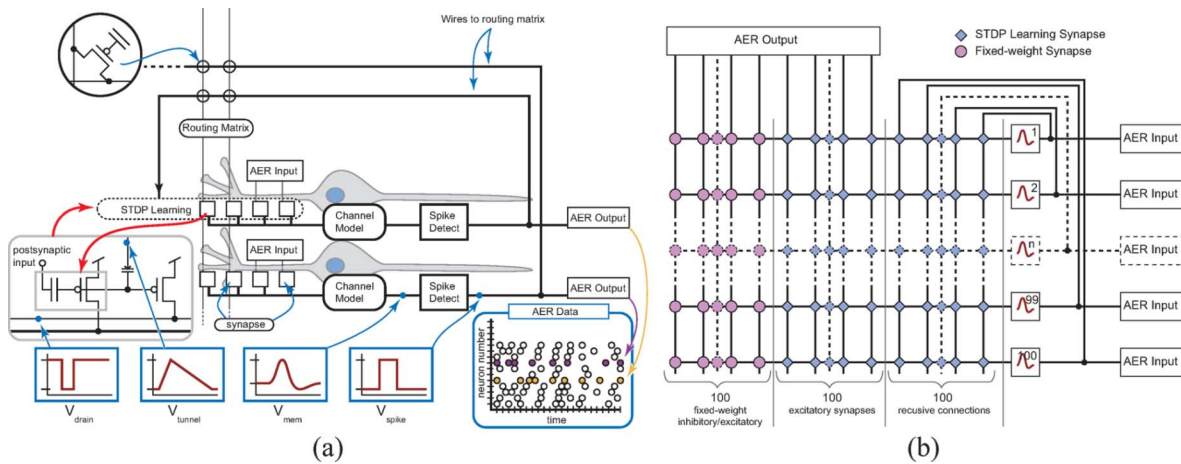 Wires to routing matrix
Routing Matrix
AER Input
STDP Learning
Channel
Model
Spike
Detect
AER Output
postsynaptic
input
AER Input
Channel
Model
Spike
Detect
AER Output
synapse
AER Data
neuron number
time
V drain
V tunnel
V mem
V spike
(a)
AER Output
STDP Learning Synapse
Fixed-weight Synapse
1
AER Input
2
AER Input
n
AER Input
99
AER Input
100
AER Input
100
fixed-weight
inhibitory/excitatory
100
excitatory synapses
100
recusive connections
(b)